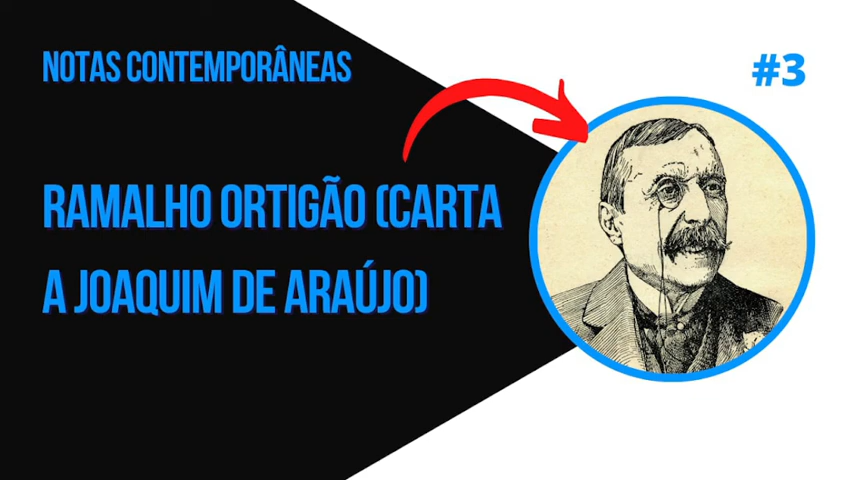 NOTAS CONTEMPORÂNEAS
#3
RAMALHO ORTIGÃO (CARTA
A JOAQUIM DE ARAÚJO)